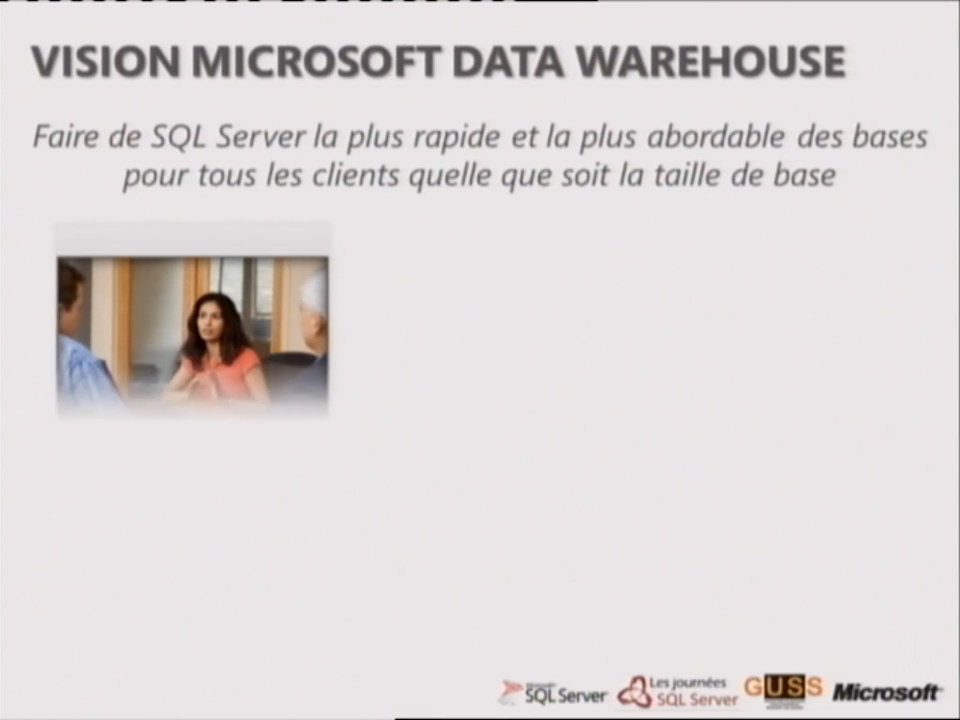 VISION MICROSOFT DATA WAREHOUSE
Faire de SQL Server la plus rapide et la plus abordable des bases
pour tous les clients quelle que soit la taille de base
SQL Server
Les journées
SQL Server
GUSS
Microsoft